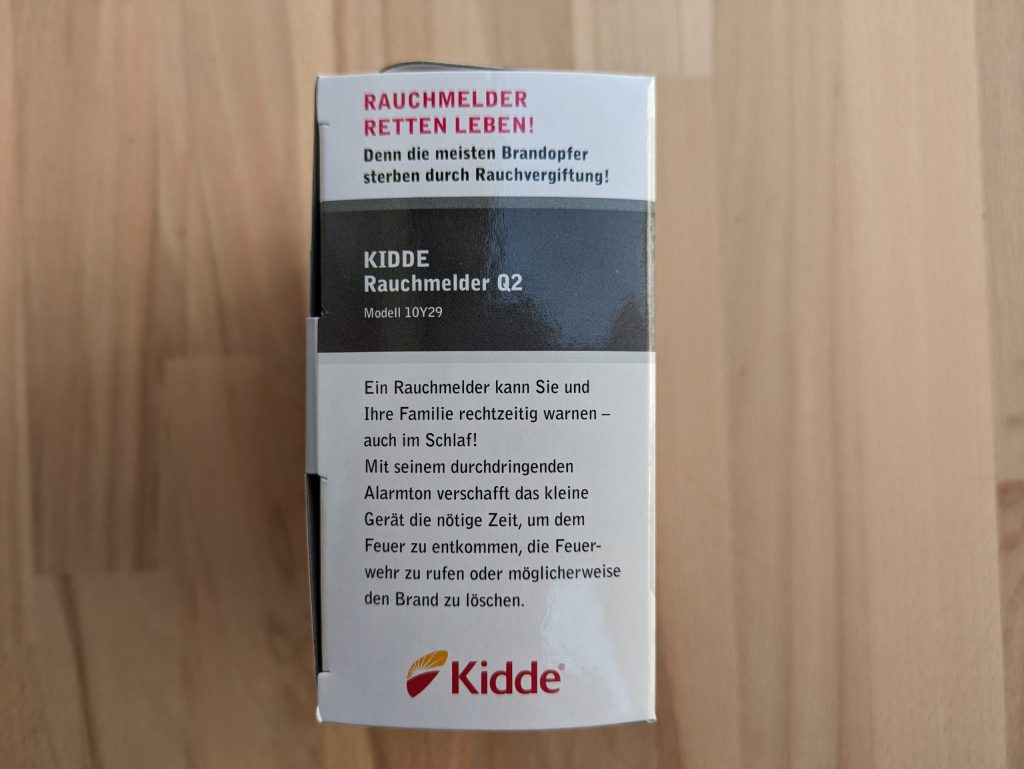 RAUCHMELDER
RETTEN LEBEN!
Denn die meisten Brandopfer
sterben durch Rauchvergiftung!
KIDDE
Rauchmelder Q2
Modell 10Y29
Ein Rauchmelder kann Sie und
Ihre Familie rechtzeitig warnen –
auch im Schlaf!
Mit seinem durchdringenden
Alarmton verschafft das kleine
Gerät die nötige Zeit, um dem
Feuer zu entkommen, die Feuer-
wehr zu rufen oder möglicherweise
den Brand zu löschen.
Kidde®